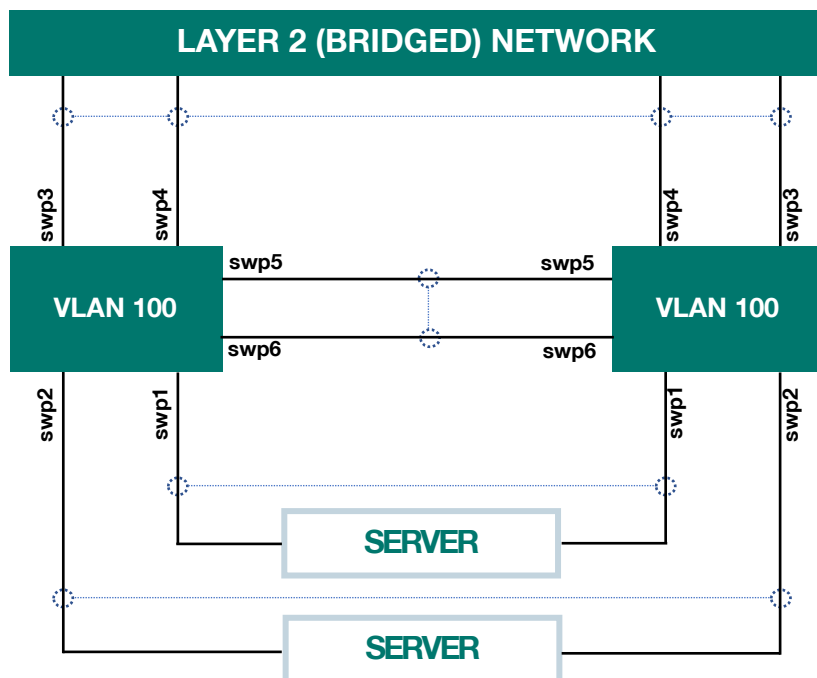 LAYER 2 (BRIDGED) NETWORK
swp3
swp4
swp4
swp3
swp5
swp5
VLAN 100
VLAN 100
swp6
swp6
swp2
swp1
swp1
swp2
SERVER
SERVER